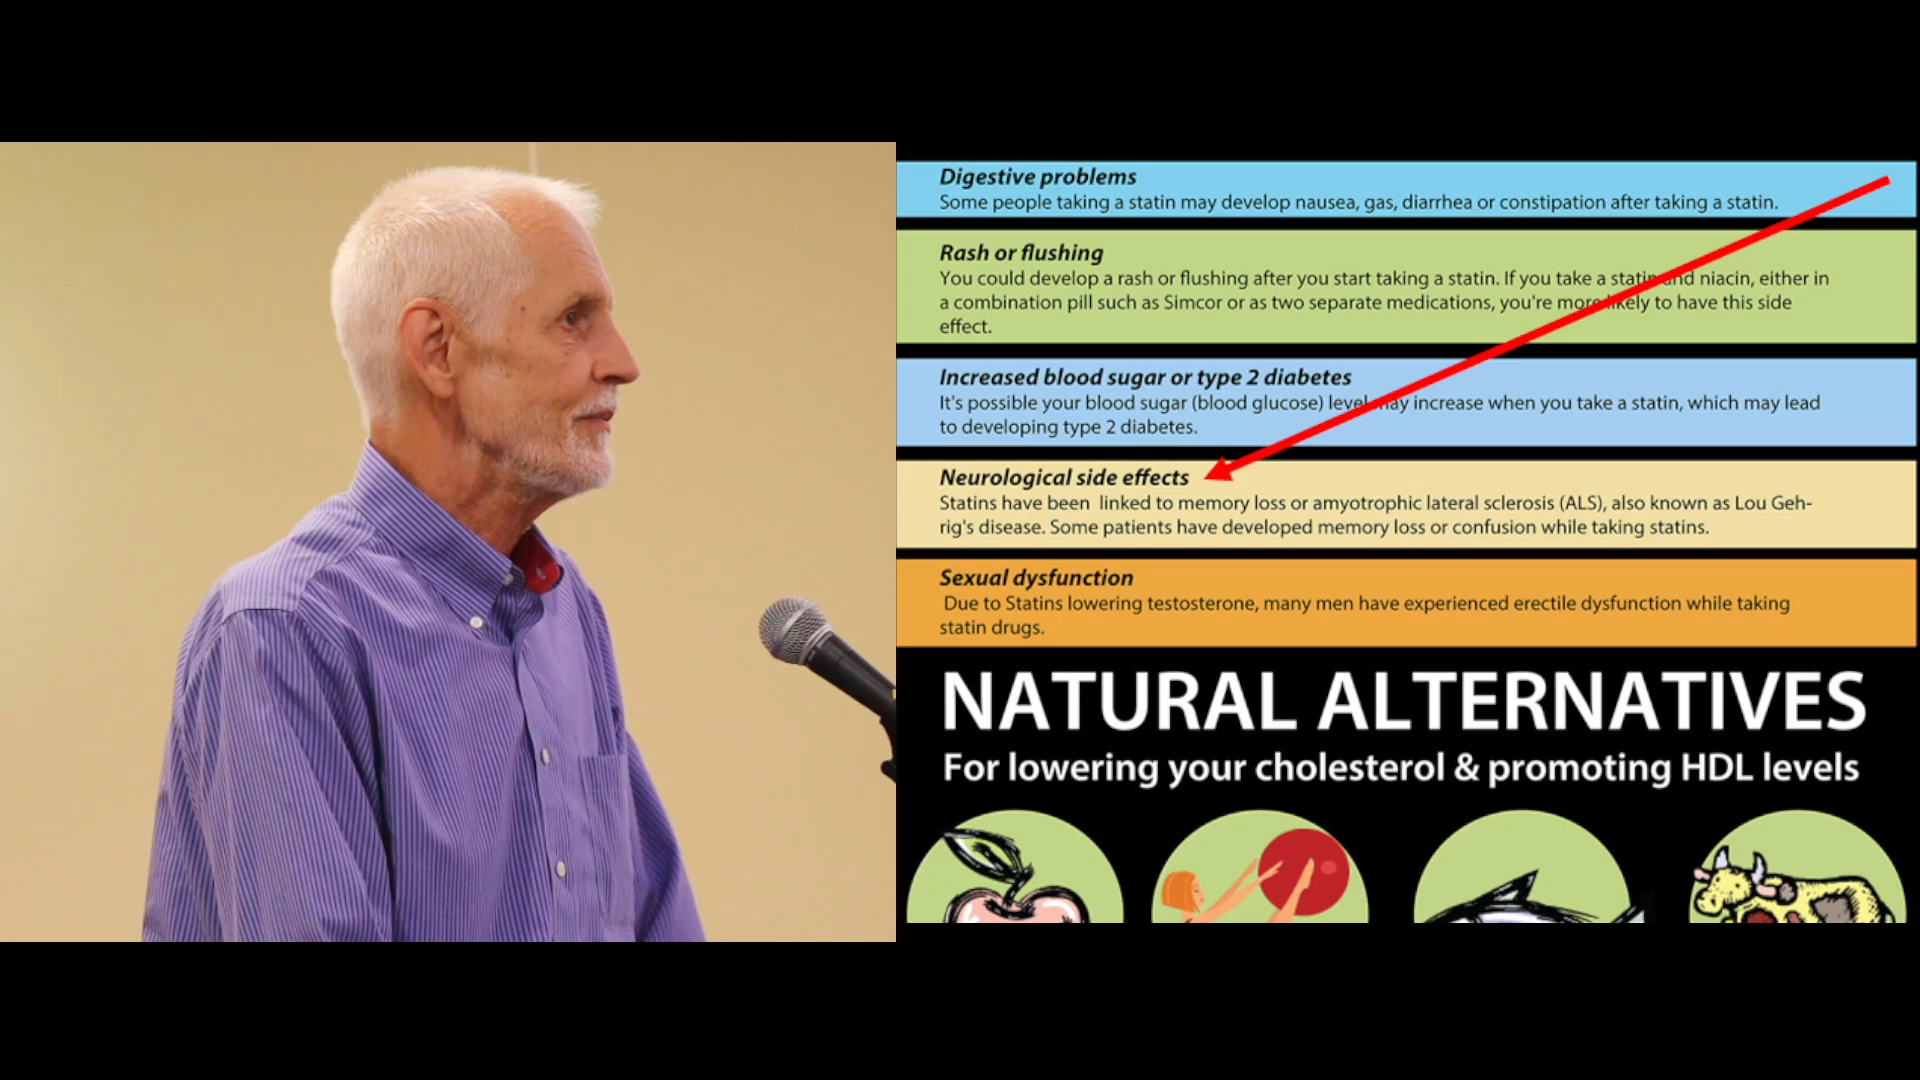 Digestive problems
Some people taking a statin may develop nausea, gas, diarrhea or constipation after taking a statin.
Rash or flushing
You could develop a rash or flushing after you start taking a statin. If you take a statin and niacin, either in
a combination pill such as Simcor or as two separate medications, you're more likely to have this side
effect.
Increased blood sugar or type 2 diabetes
It's possible your blood sugar (blood glucose) level may increase when you take a statin, which may lead
to developing type 2 diabetes.
Neurological side effects
Statins have been linked to memory loss or amyotrophic lateral sclerosis (ALS), also known as Lou Geh-
rig's disease. Some patients have developed memory loss or confusion while taking statins.
Sexual dysfunction
Due to Statins lowering testosterone, many men have experienced erectile dysfunction while taking
statin drugs.
NATURAL ALTERNATIVES
For lowering your cholesterol & promoting HDL levels